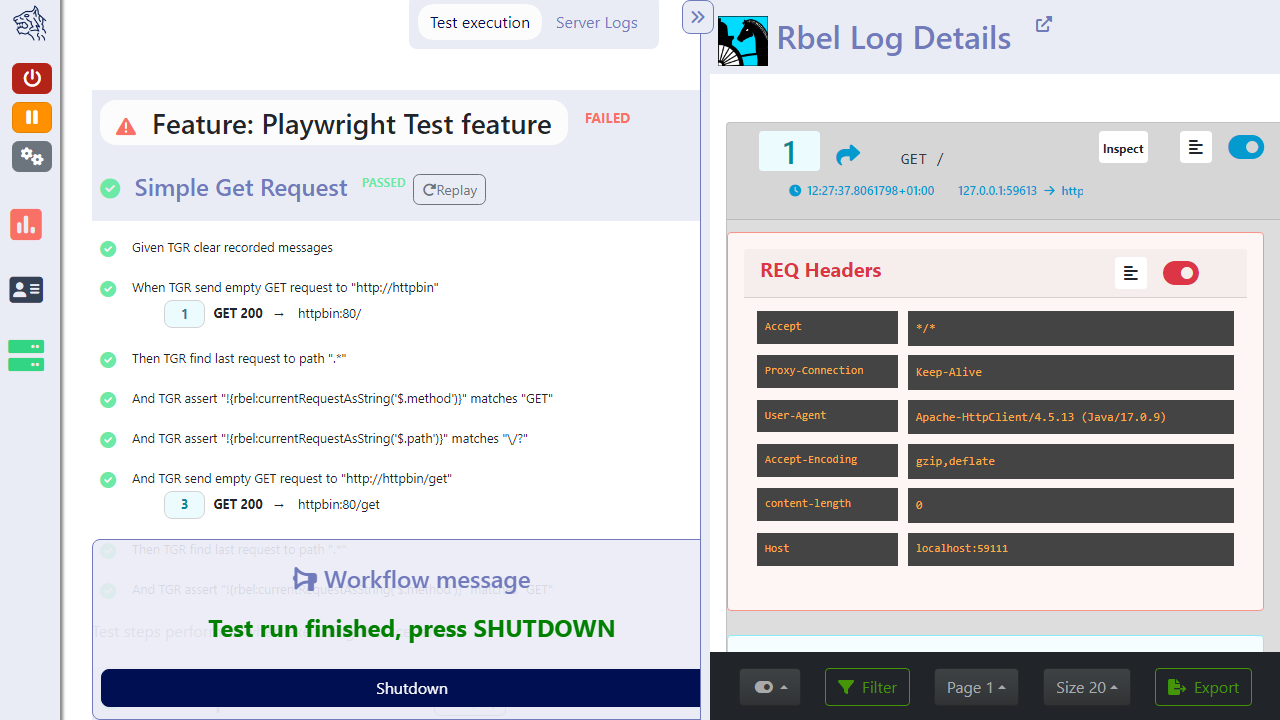 Test execution
Server Logs
Feature: Playwright Test feature
FAILED
Simple Get Request
PASSED
Replay
Given TGR clear recorded messages
When TGR send empty GET request to "http://httpbin"
1 GET 200 → httpbin:80/
Then TGR find last request to path ".*"
And TGR assert "!{rbel:currentRequestAsString('$.method')}" matches "GET"
And TGR assert "!{rbel:currentRequestAsString('$.path')}" matches "\/?"
And TGR send empty GET request to "http://httpbin/get"
3 GET 200 → httpbin:80/get
Then TGR find last request to path ".*"
Workflow message
And TGR assert "!{rbel:currentRequestAsString('$.method')}" matches "GET"
Test run finished, press SHUTDOWN
Test steps perfor
Shutdown
Rbel Log Details
1 GET / Inspect
12:27:37.8061798+01:00 127.0.0.1:59613 → http
REQ Headers
Accept */*
Proxy-Connection Keep-Alive
User-Agent Apache-HttpClient/4.5.13 (Java/17.0.9)
Accept-Encoding gzip,deflate
content-length 0
Host localhost:59111
Filter
Page 1
Size 20
Export